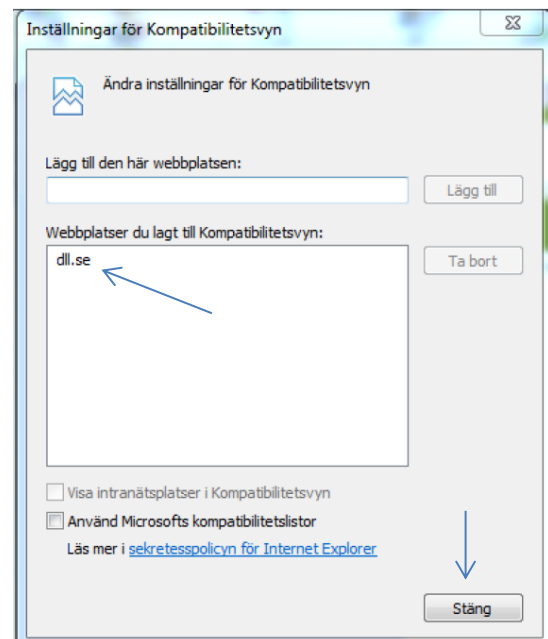 Inställningar för Kompatibilitetsvyn
Ändra inställningar för Kompatibilitetsvyn
Lägg till den här webbplatsen:
Lägg till
Webbplatser du lagt till Kompatibilitetsvyn:
dll.se
Ta bort
Visa intranätsplatser i Kompatibilitetsvyn
Använd Microsofts kompatibilitetslistor
Läs mer i sekretesspolicyn för Internet Explorer
Stäng